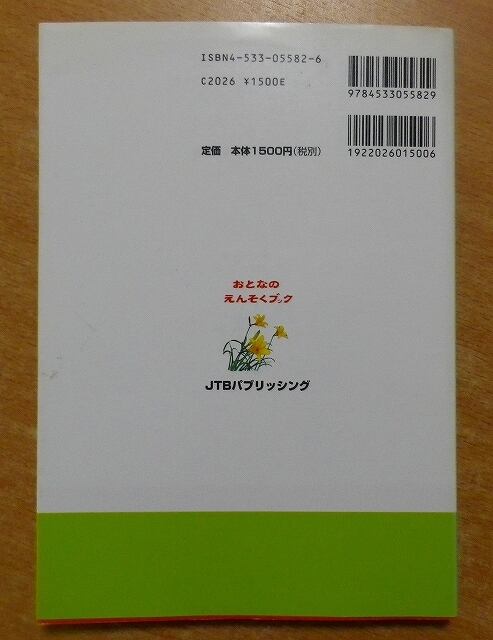 ISBN4-533-05582-6
C2026 ¥1500E
9784533055829
定価 本体1500円(税別)
1922026015006
おとなの
えんそくブック
JTBパブリッシング